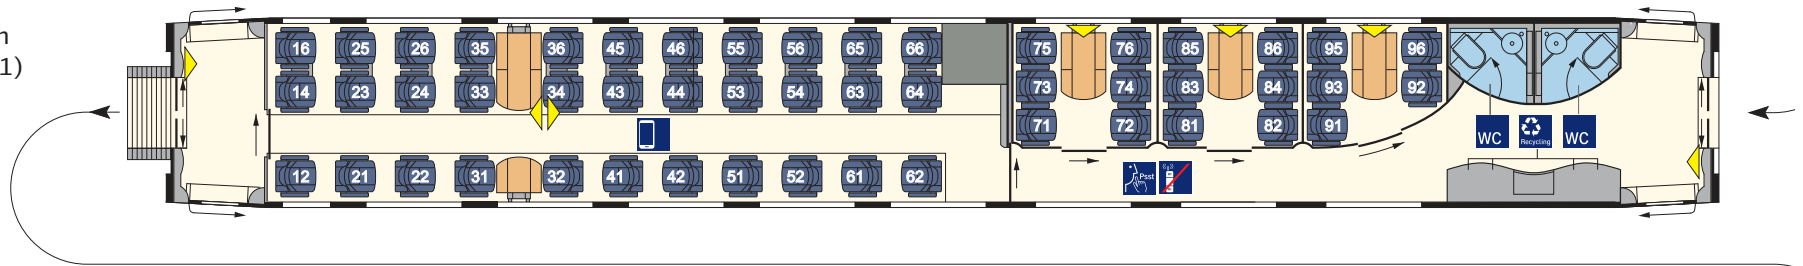 n
1)
16 25 26 35 36 45 46 55 56 65 66 75 76 85 86 95 96
14 23 24 33 34 43 44 53 54 63 64 73 74 83 84 93 92
71 72 81 82 91
WC Recycling WC
12 21 22 31 32 41 42 51 52 61 62 Psst